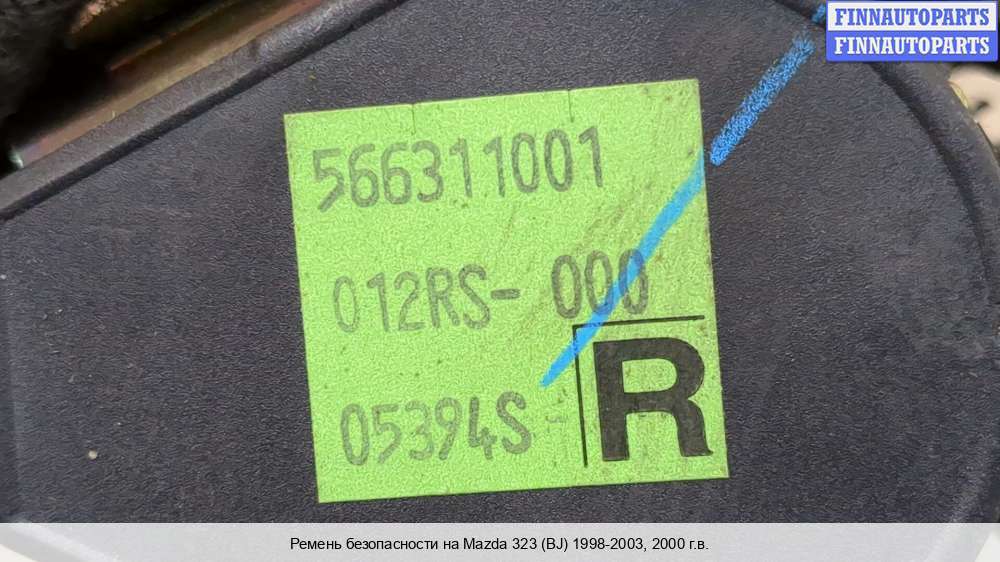 FINNAUTOPARTS
FINNAUTOPARTS
566311001
012RS-000
05394S-
R
Ремень безопасности на Mazda 323 (BJ) 1998-2003, 2000 г.в.